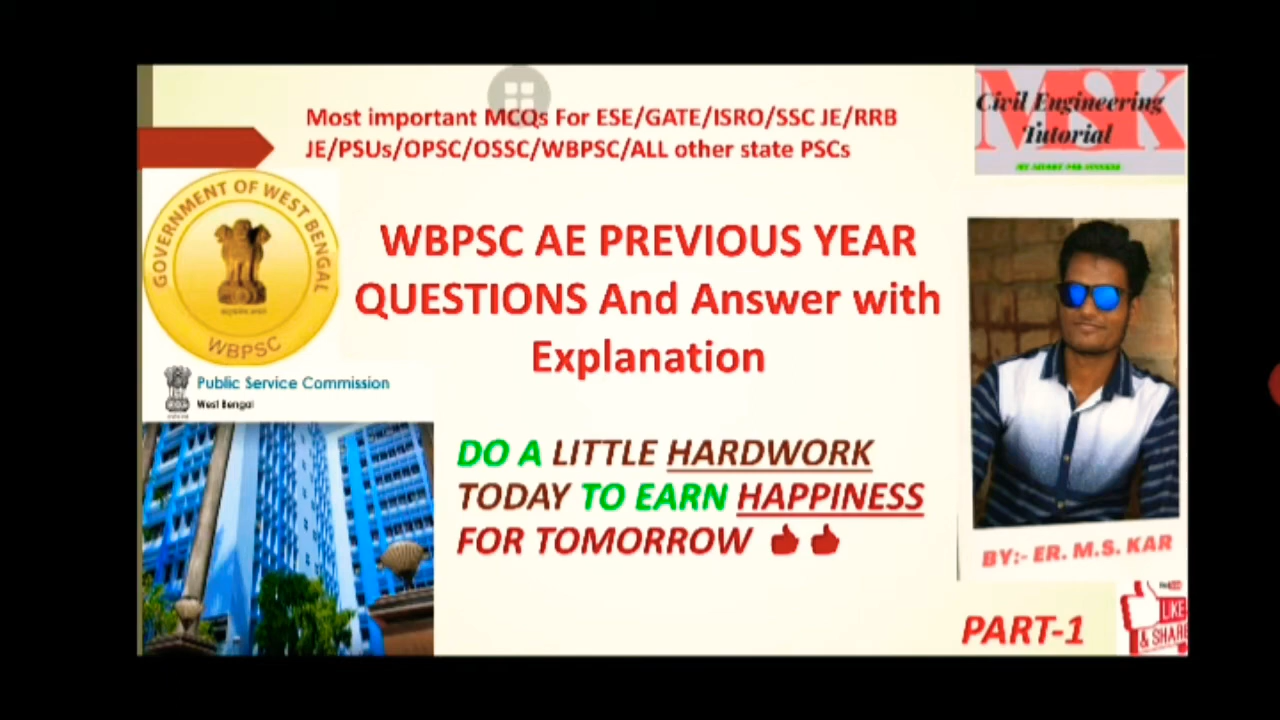 Most important MCQs For ESE/GATE/ISRO/SSC JE/RRB
JE/PSUs/OPSC/OSSC/WBPSC/ALL other state PSCs
MSK
Civil Engineering
Tutorial
GOVERNMENT OF WEST BENGAL
WBPSC
WBPSC AE PREVIOUS YEAR
QUESTIONS And Answer with
Explanation
Public Service Commission
West Bengal
DO A LITTLE HARDWORK
TODAY TO EARN HAPPINESS
FOR TOMORROW
BY:- ER. M.S. KAR
PART-1
LIKE
& SHARE